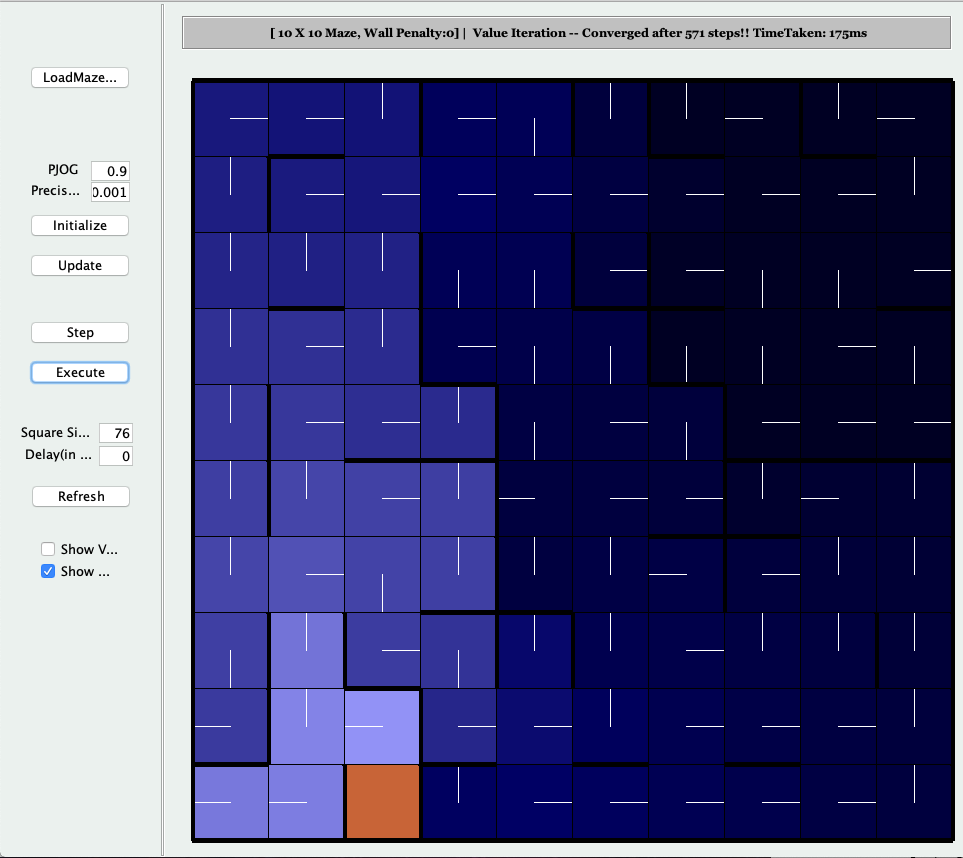 [ 10 X 10 Maze, Wall Penalty:0] | Value Iteration -- Converged after 571 steps!! TimeTaken: 175ms
LoadMaze...
PJOG 0.9
Precis... 0.001
Initialize
Update
Step
Execute
Square Si... 76
Delay(in ... 0
Refresh
Show V...
Show ...